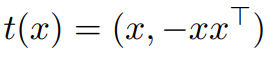 t(x) = (x, −xx⊤)